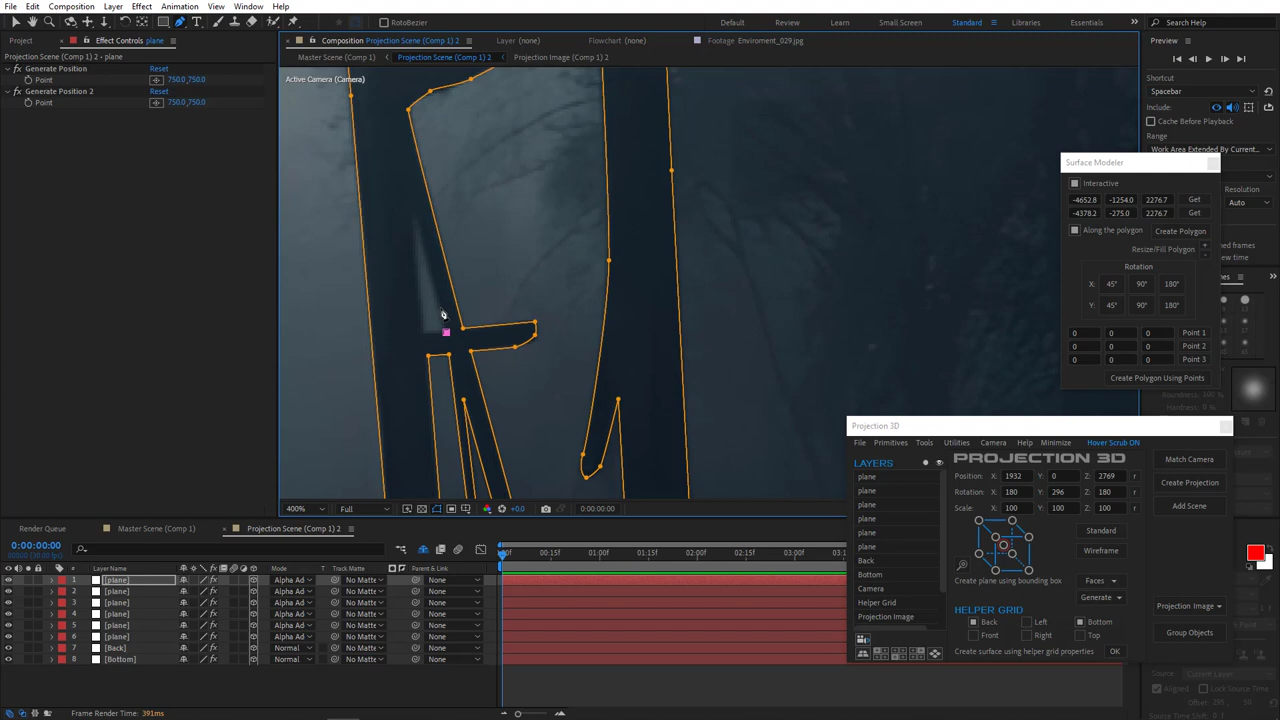 File Edit Composition Layer Effect Animation View Window Help
RotoBezier
Default Review Learn Small Screen Standard Libraries Essentials Search Help
Project Effect Controls plane
Projection Scene (Comp 1) 2 • plane
Generate Position Reset
Point 750.0,750.0
Generate Position 2 Reset
Point 750.0,750.0
Composition Projection Scene (Comp 1) 2 Layer (none) Flowchart (none) Footage Enviroment_029.jpg
Master Scene (Comp 1) Projection Scene (Comp 1) 2 Projection Image (Comp 1) 2
Active Camera (Camera)
Preview
Shortcut
Spacebar
Include:
Cache Before Playback
Range
Work Area Extended By Current...
Resolution
Auto
Surface Modeler
Interactive
-4652.8 -1254.0 2276.7 Get
-4378.2 -275.0 2276.7 Get
Along the polygon Create Polygon
Resize/Fill Polygon + -
Rotation
X: 45° 90° 180°
Y: 45° 90° 180°
0 0 0 Point 1
0 0 0 Point 2
0 0 0 Point 3
Create Polygon Using Points
Roundness: 100%
Hardness: 0%
Projection 3D
File Primitives Tools Utilities Camera Help Minimize Hover Scrub ON
LAYERS
plane
plane
plane
plane
plane
plane
Back
Bottom
Camera
Helper Grid
Projection Image
PROJECTION 3D
Position: X: 1932 Y: 0 Z: 2769 r
Rotation: X: 180 Y: 296 Z: 180 r
Scale: X: 100 Y: 100 Z: 100 r
Standard
Wireframe
Create plane using bounding box
Faces
Generate
HELPER GRID
Back Left Bottom
Front Right Top
Create surface using helper grid properties OK
Match Camera
Create Projection
Add Scene
Projection Image
Group Objects
400% Full +0.0 0:00:00:00
Render Queue Master Scene (Comp 1) Projection Scene (Comp 1) 2
0:00:00:00
# Layer Name Mode T Track Matte Parent & Link
01:00f 01:15f 02:00f 02:15f 03:00f
1 [plane] Alpha Ad No Matte None
2 [plane] Alpha Ad No Matte None
3 [plane] Alpha Ad No Matte None
4 [plane] Alpha Ad No Matte None
5 [plane] Alpha Ad No Matte None
6 [plane] Alpha Ad No Matte None
7 [Back] Normal No Matte None
8 [Bottom] Normal No Matte None
Source: Current Layer
Aligned Lock Source Time
Frame Render Time: 391ms